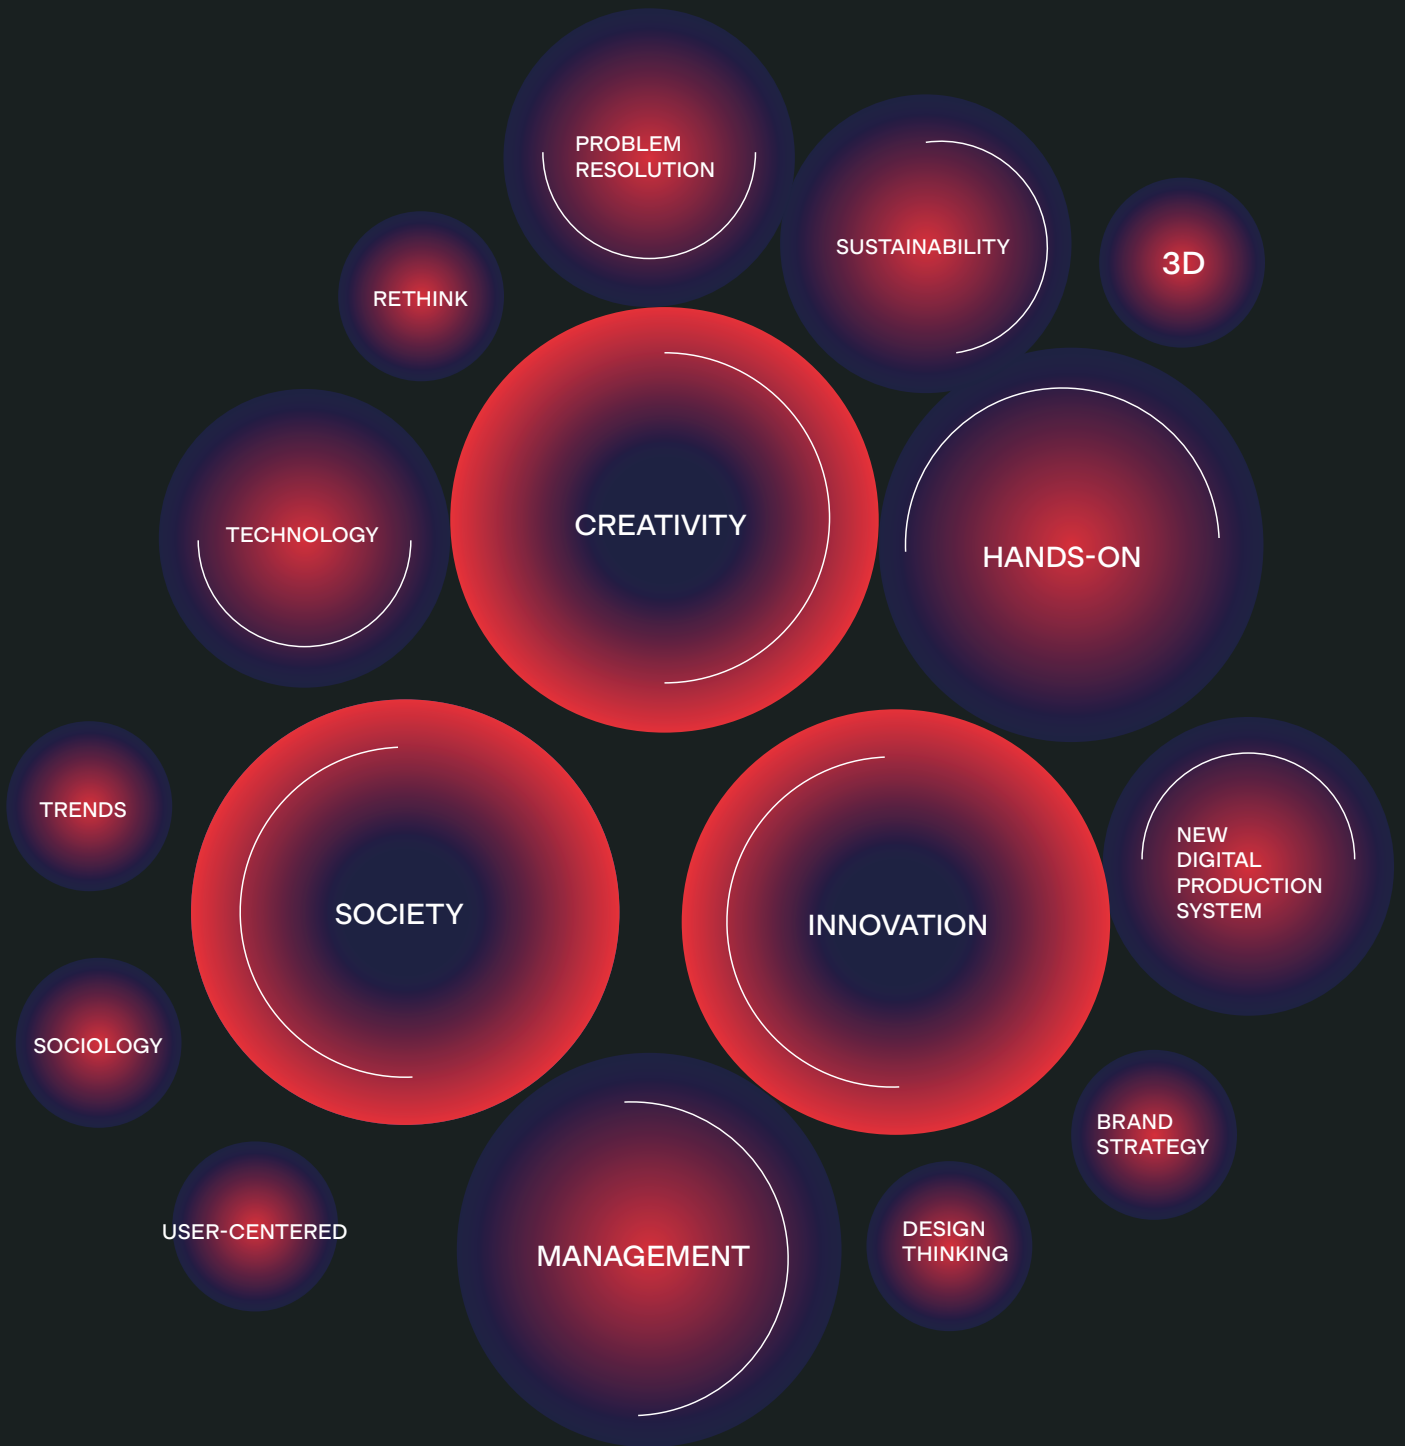 PROBLEM
RESOLUTION
SUSTAINABILITY
3D
RETHINK
CREATIVITY
TECHNOLOGY
HANDS-ON
TRENDS
SOCIETY
INNOVATION
NEW
DIGITAL
PRODUCTION
SYSTEM
SOCIOLOGY
BRAND
STRATEGY
USER-CENTERED
MANAGEMENT
DESIGN
THINKING